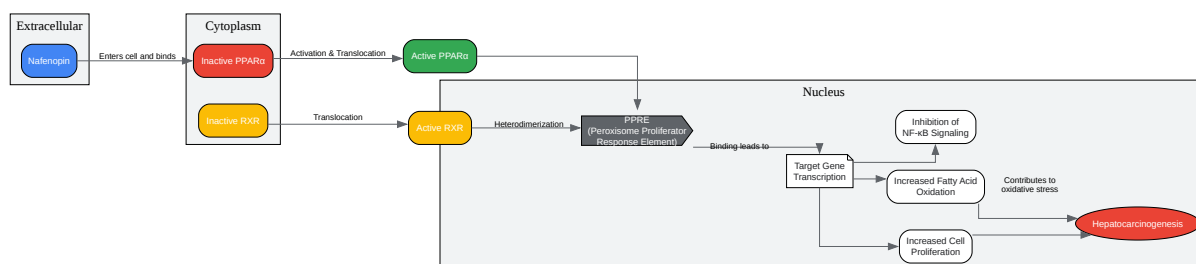 Extracellular
Nafenopin
Enters cell and binds
Cytoplasm
Inactive PPARα
Inactive RXR
Activation & Translocation
Translocation
Active PPARα
Active RXR
Heterodimerization
Nucleus
PPRE
(Peroxisome Proliferator
Response Element)
Binding leads to
Target Gene
Transcription
Inhibition of
NF-κB Signaling
Increased Fatty Acid
Oxidation
Increased Cell
Proliferation
Contributes to
oxidative stress
Hepatocarcinogenesis